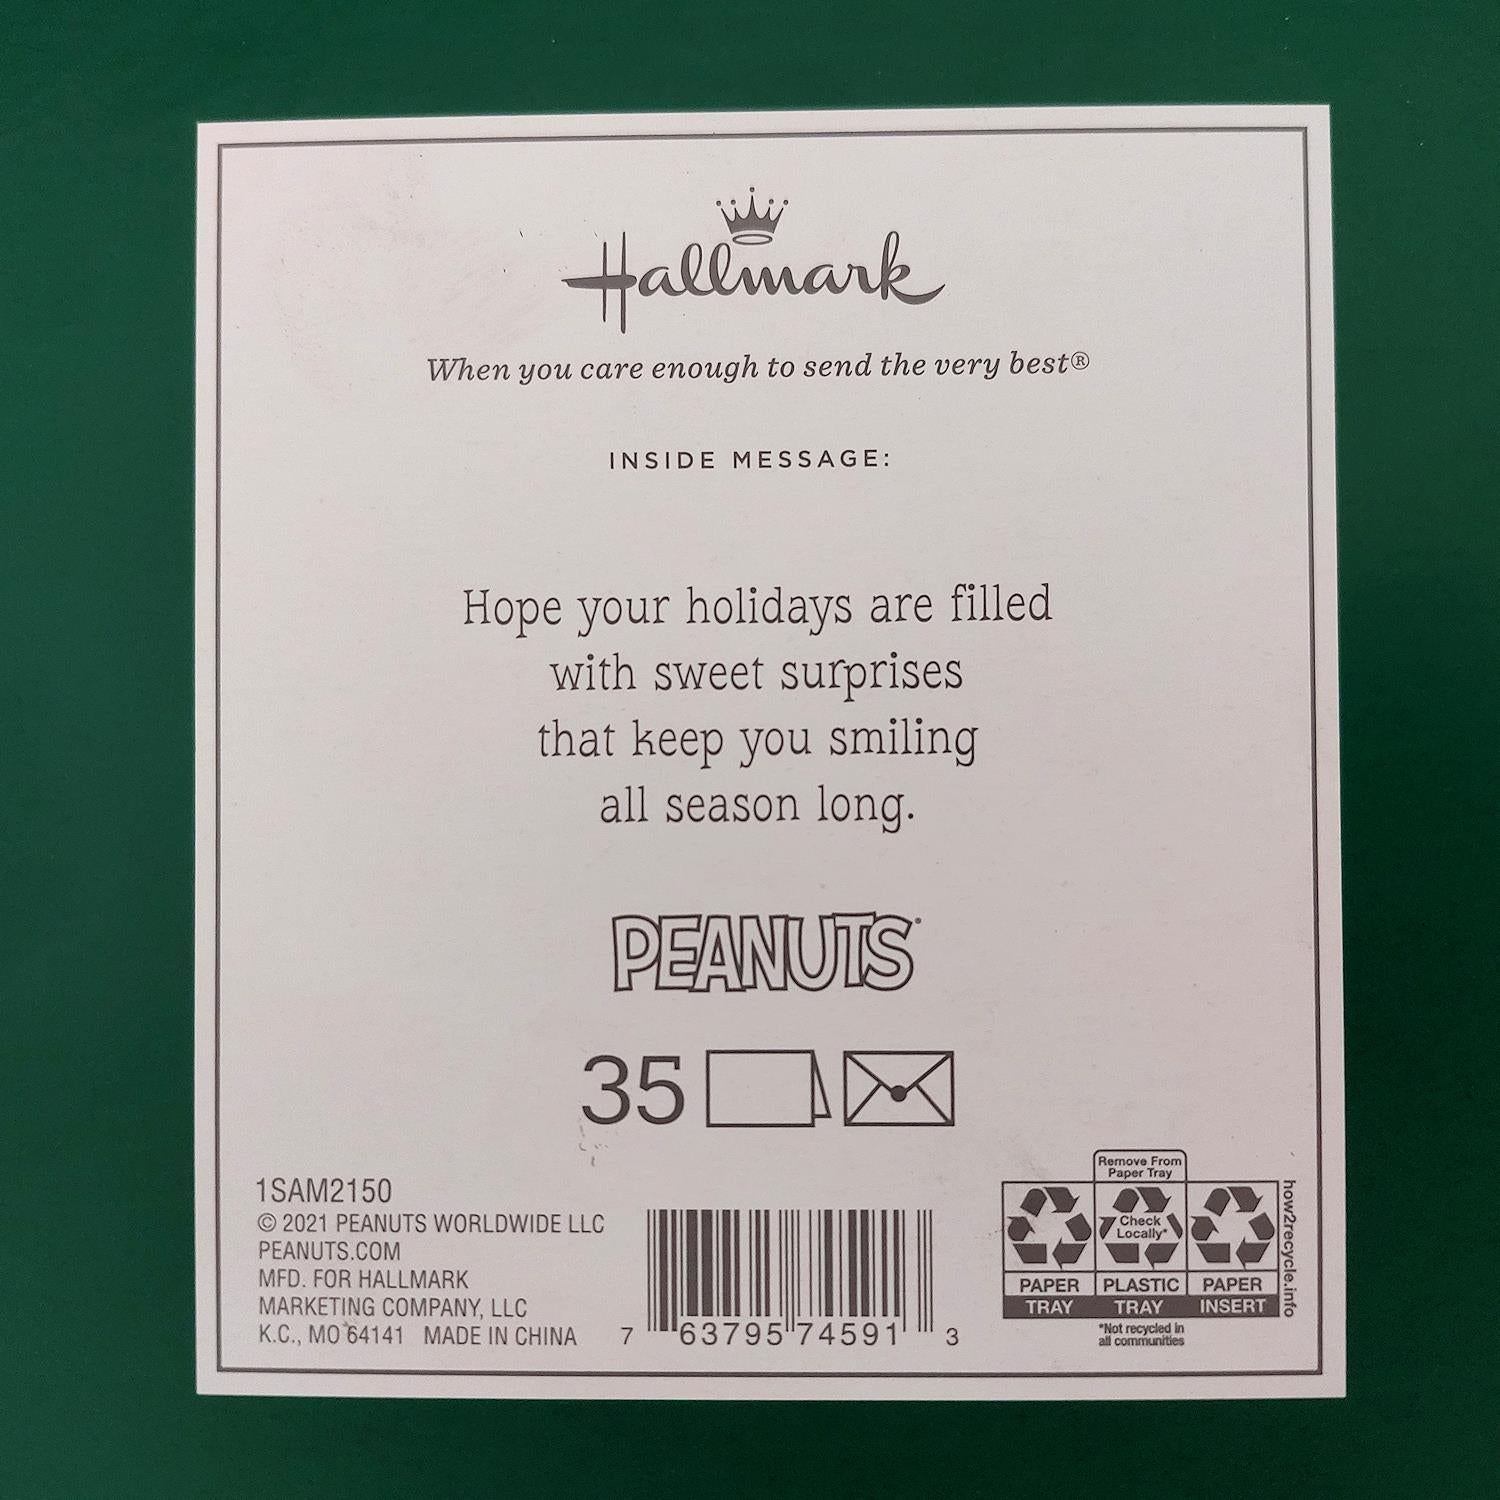 Hallmark
When you care enough to send the very best®
INSIDE MESSAGE:
Hope your holidays are filled
with sweet surprises
that keep you smiling
all season long.
PEANUTS®
35
1SAM2150
© 2021 PEANUTS WORLDWIDE LLC
PEANUTS.COM
MFD. FOR HALLMARK
MARKETING COMPANY, LLC
K.C., MO 64141 MADE IN CHINA
7 63795 74591 3
Remove From
Paper Tray
Check
Locally*
PAPER PLASTIC PAPER
TRAY TRAY INSERT
*Not recycled in
all communities
how2recycle.info